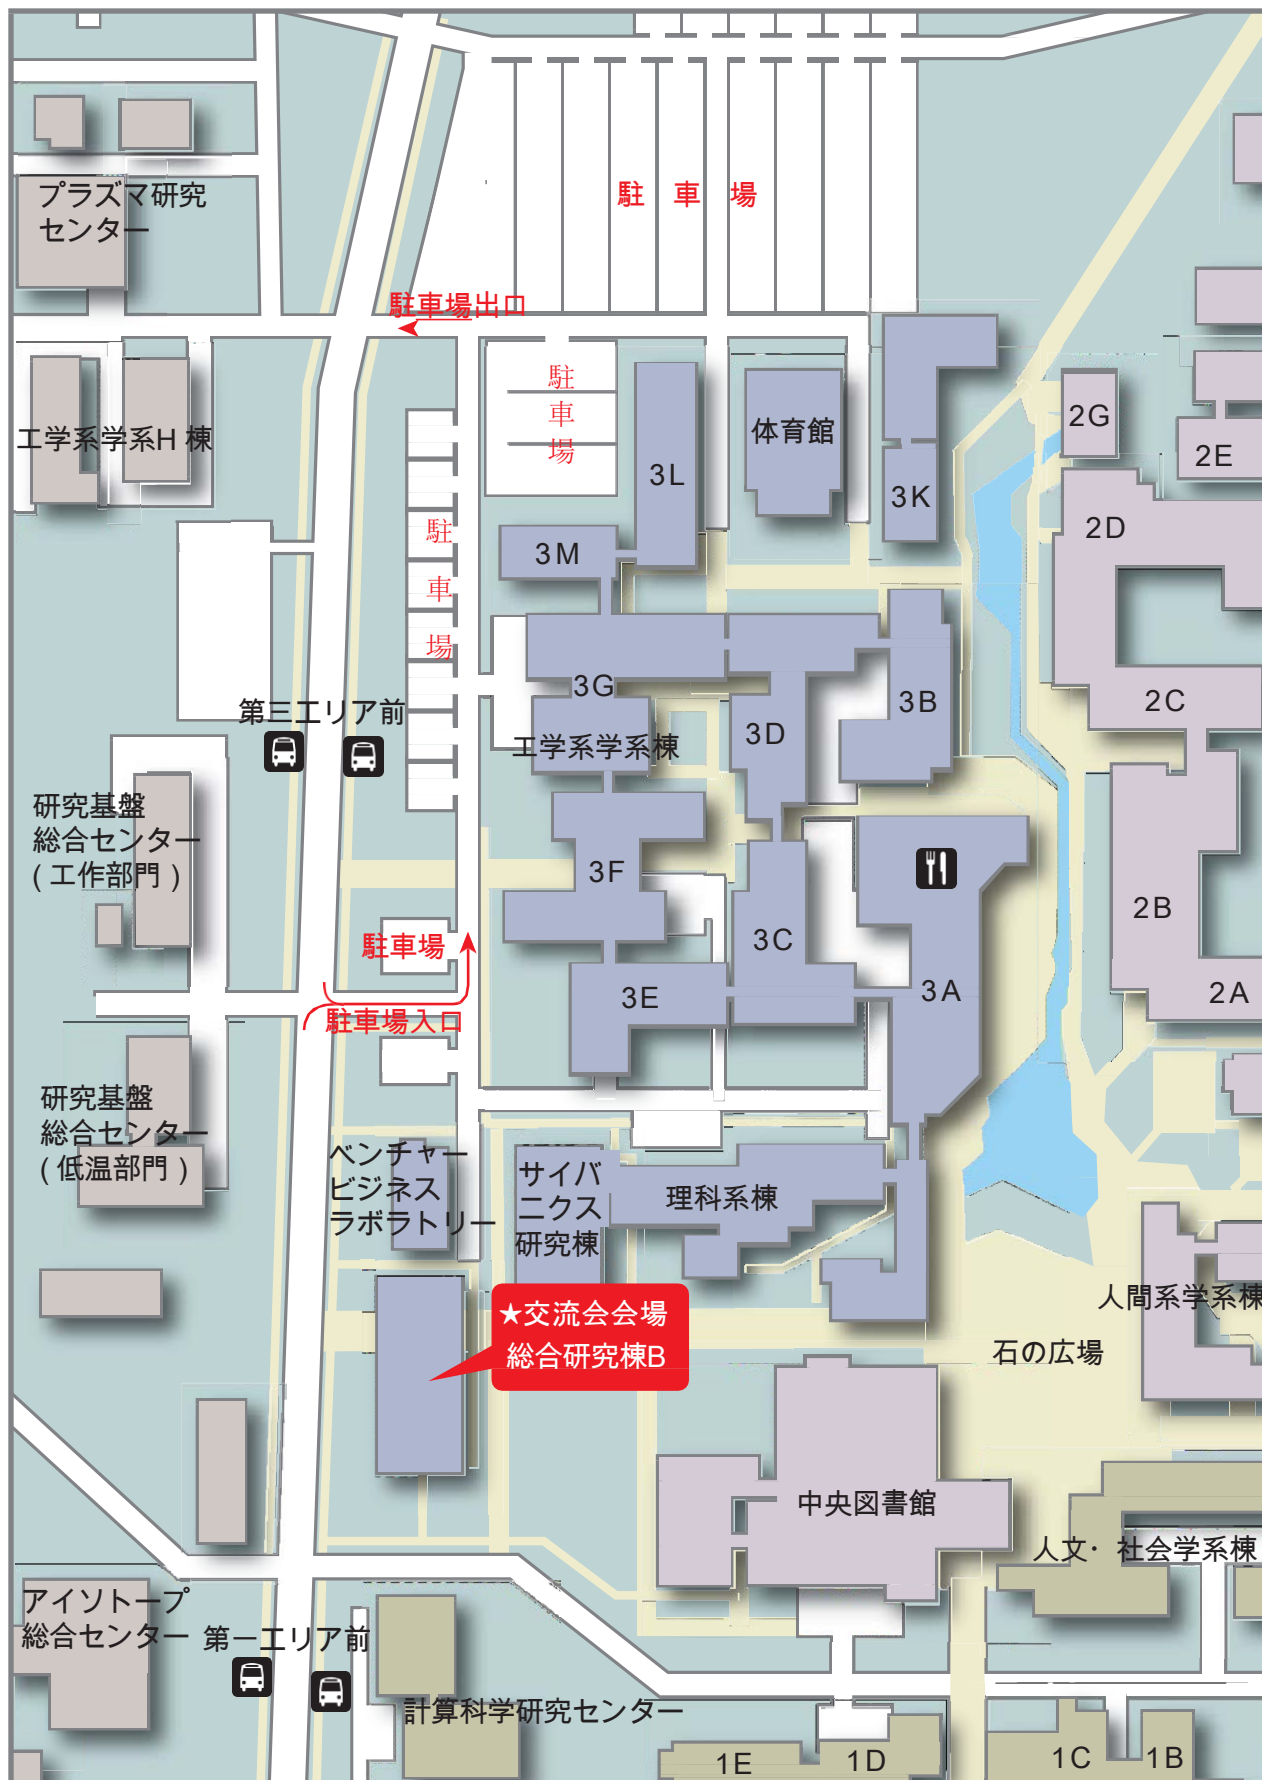 プラズマ研究
センター
駐 車 場
駐車場出口
駐
車
場
体育館
2G
2E
工学系学系H 棟
3L
3K
2D
駐
車
場
3M
3G
3B
2C
第三エリア前
3D
工学系学系棟
研究基盤
総合センター
( 工作部門 )
3F
2B
駐車場
3C
3E
3A
2A
駐車場入口
研究基盤
総合センター
( 低温部門 )
ベンチャー
ビジネス
ラボラトリー
サイバ
ニクス
研究棟
理科系棟
★交流会会場
総合研究棟B
人間系学系棟
石の広場
中央図書館
人文・社会学系棟
アイソトープ
総合センター
第一エリア前
計算科学研究センター
1E
1D
1C
1B